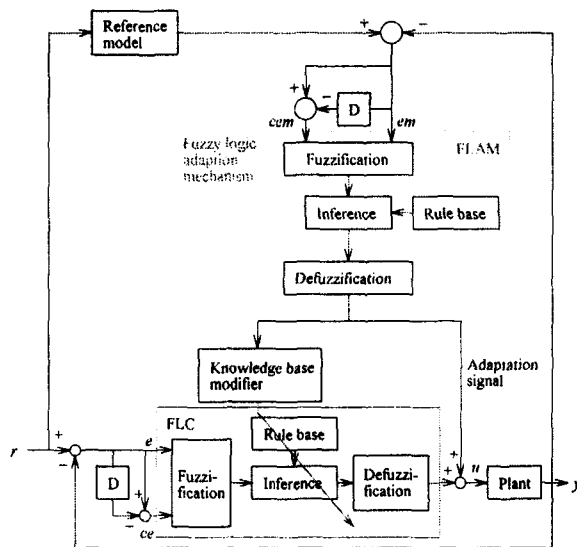 Reference
model
+
−
+
−
D
cem
em
Fuzzy logic
adaption
mechanism
FLAM
Fuzzification
Inference
Rule base
Defuzzification
Knowledge base
modifier
Adaptation
signal
FLC
Rule base
r
+
−
e
D
+
−
ce
Fuzzi-
fication
Inference
Defuzzi-
fication
+
+
u
Plant
y